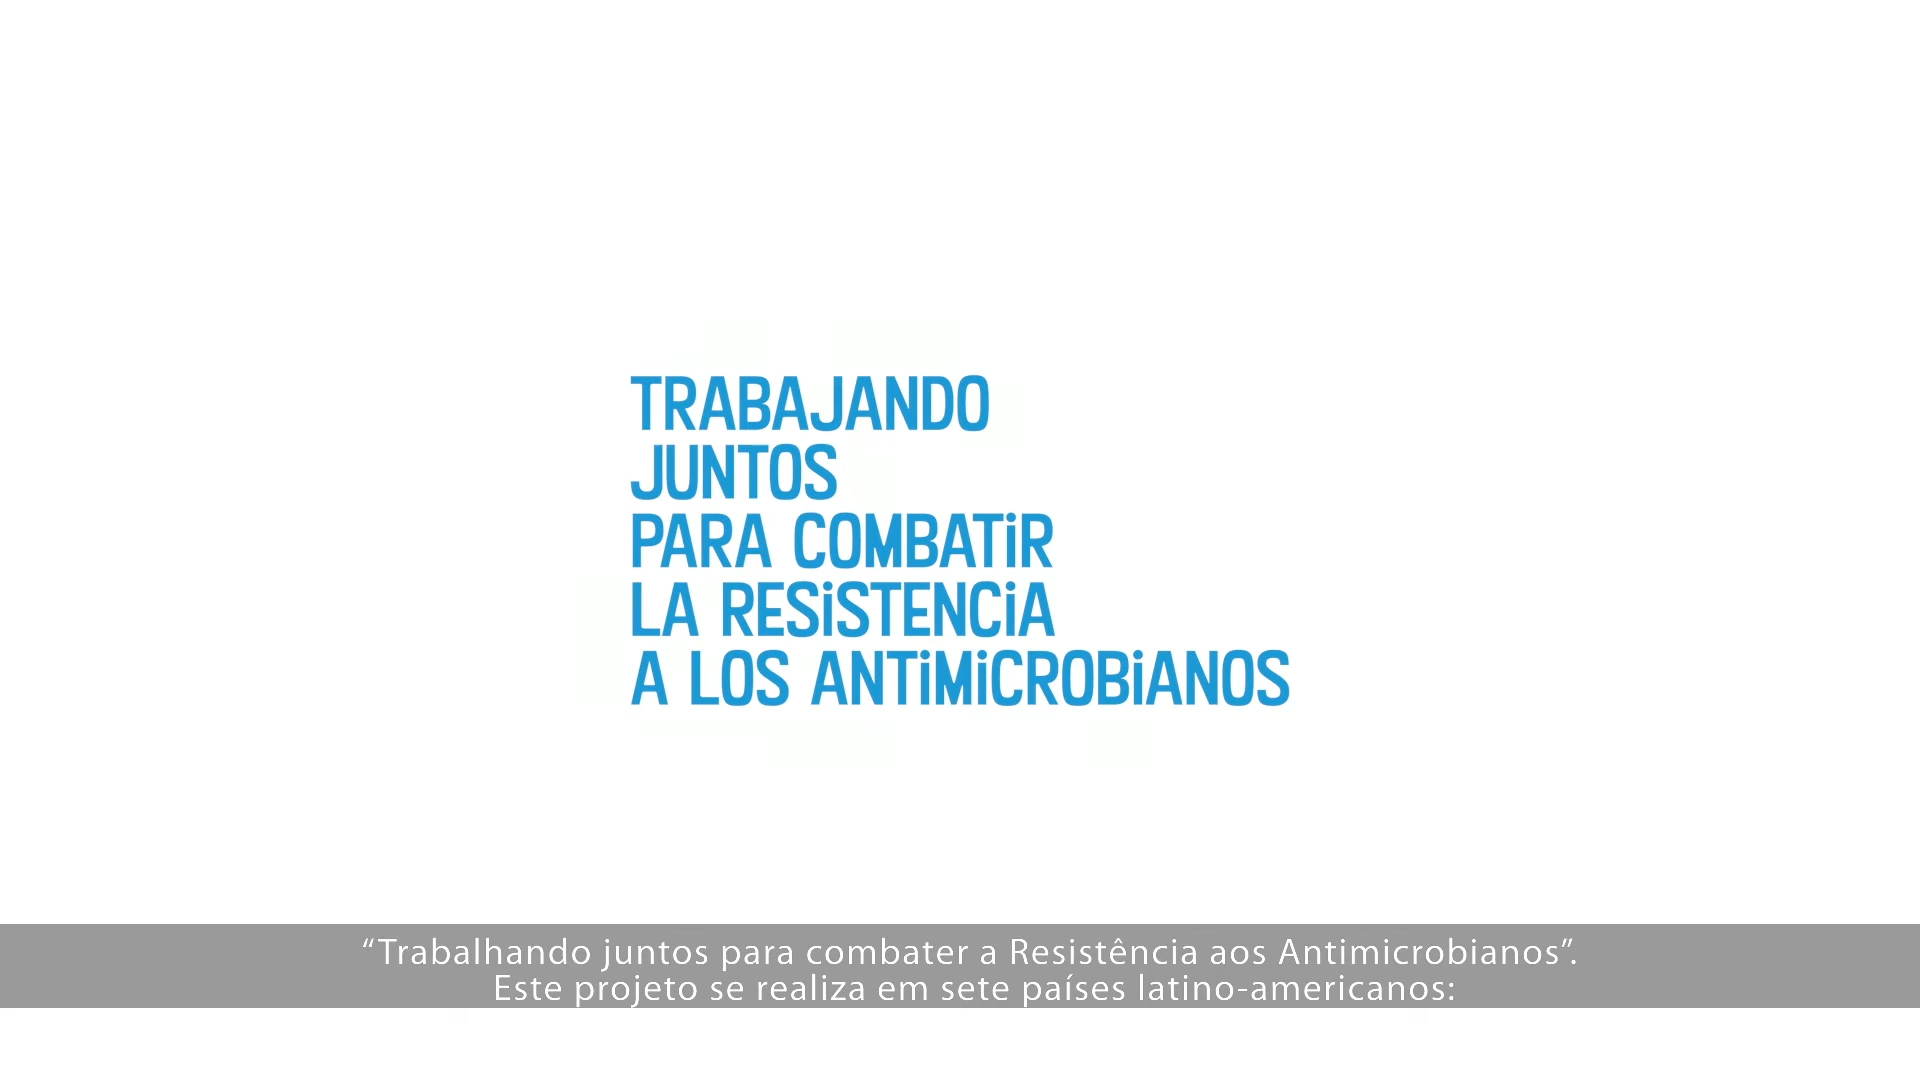 TRABAJANDO
JUNTOS
PARA COMBATiR
LA RESiSTENCiA
A LOS ANTiMiCROBiANOS
“Trabalhando juntos para combater a Resistência aos Antimicrobianos”.
Este projeto se realiza em sete países latino-americanos: